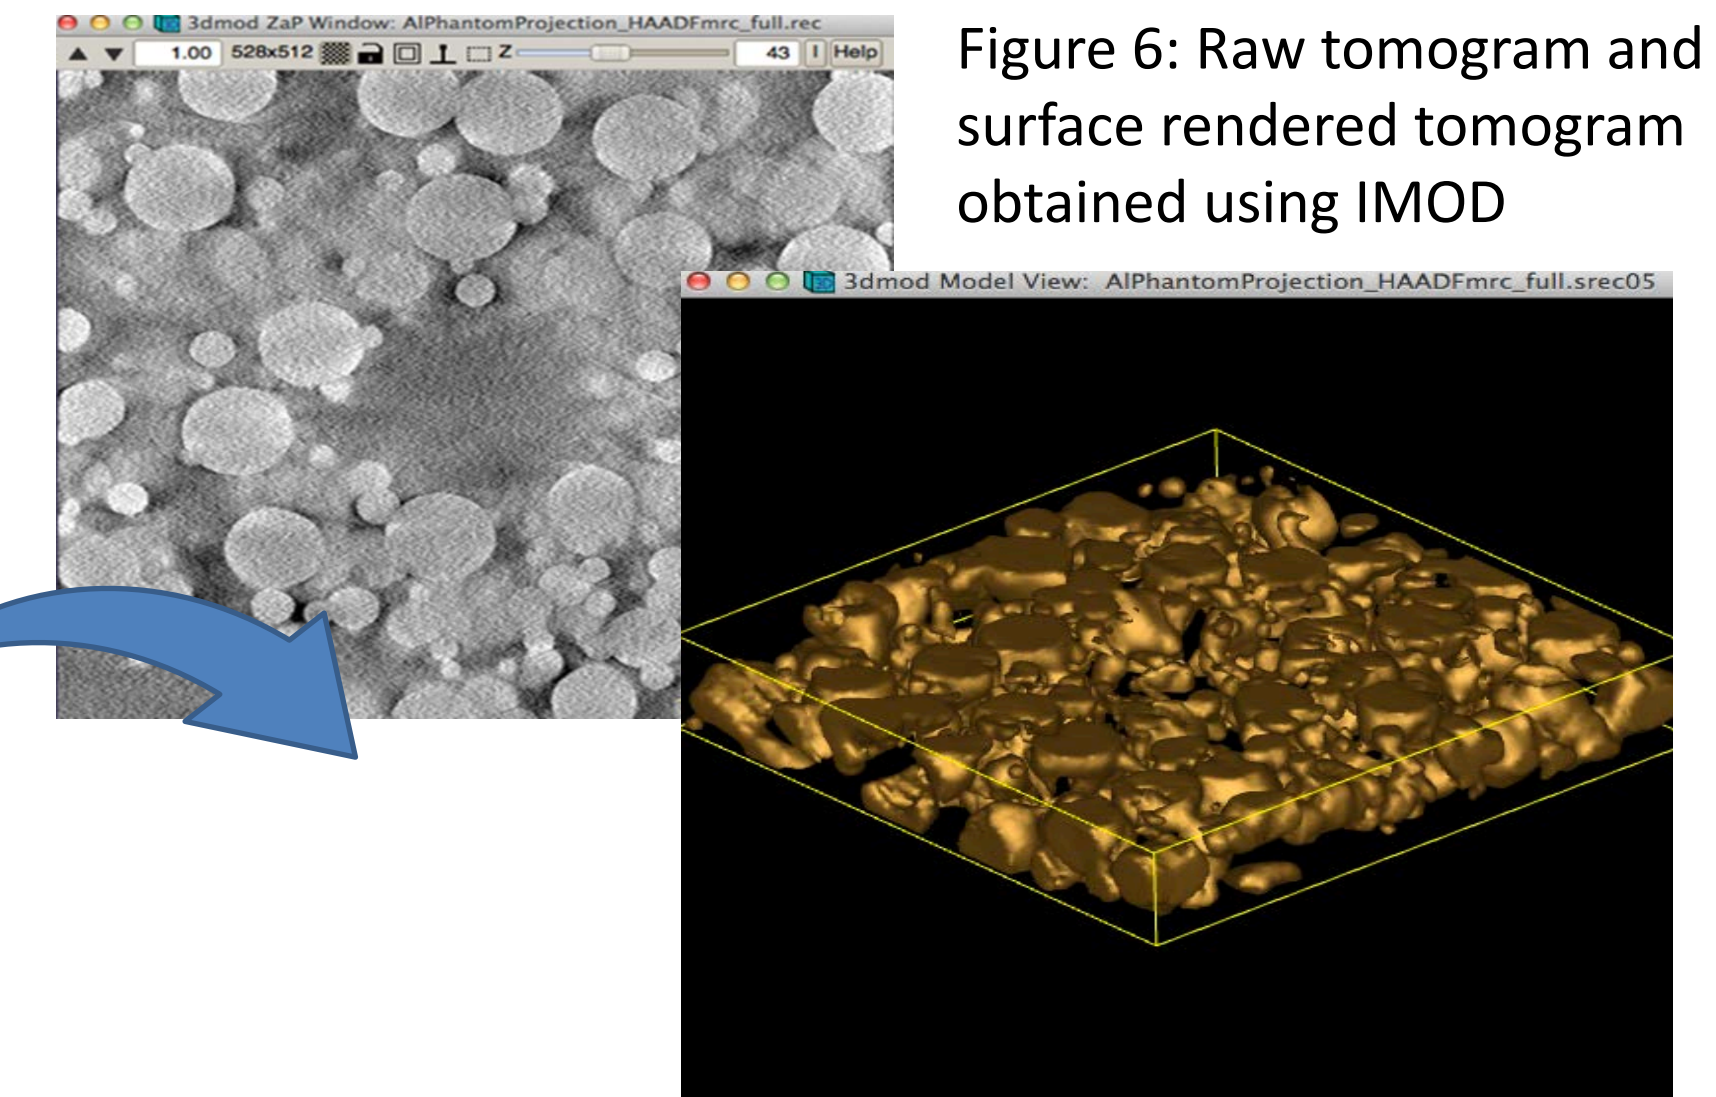 3dmod ZaP Window: AlPhantomProjection_HAADFmrc_full.rec
1.00 528x512 Z 43 I Help
Figure 6: Raw tomogram and
surface rendered tomogram
obtained using IMOD
3dmod Model View: AlPhantomProjection_HAADFmrc_full.srec05